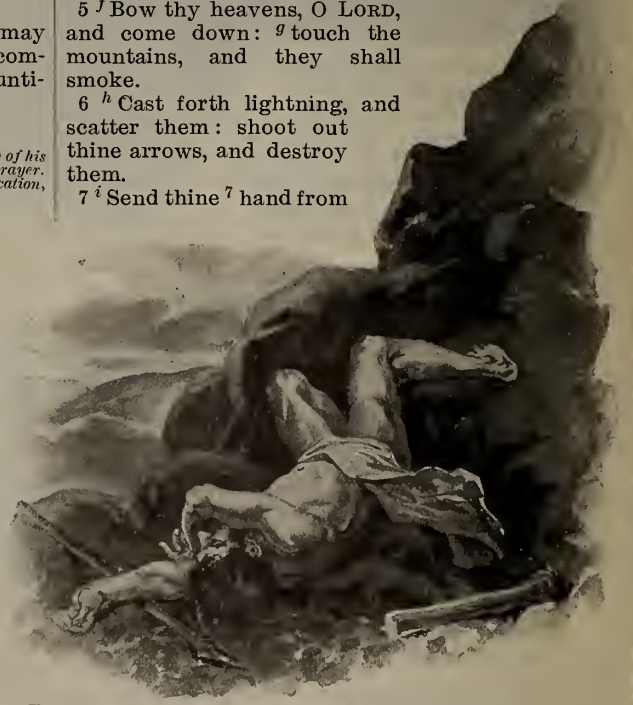 may
com-
unti-
of his
rayer.
cation,
5 f Bow thy heavens, O LORD,
and come down: g touch the
mountains, and they shall
smoke.
6 h Cast forth lightning, and
scatter them: shoot out
thine arrows, and destroy
them.
7 i Send thine 7 hand from